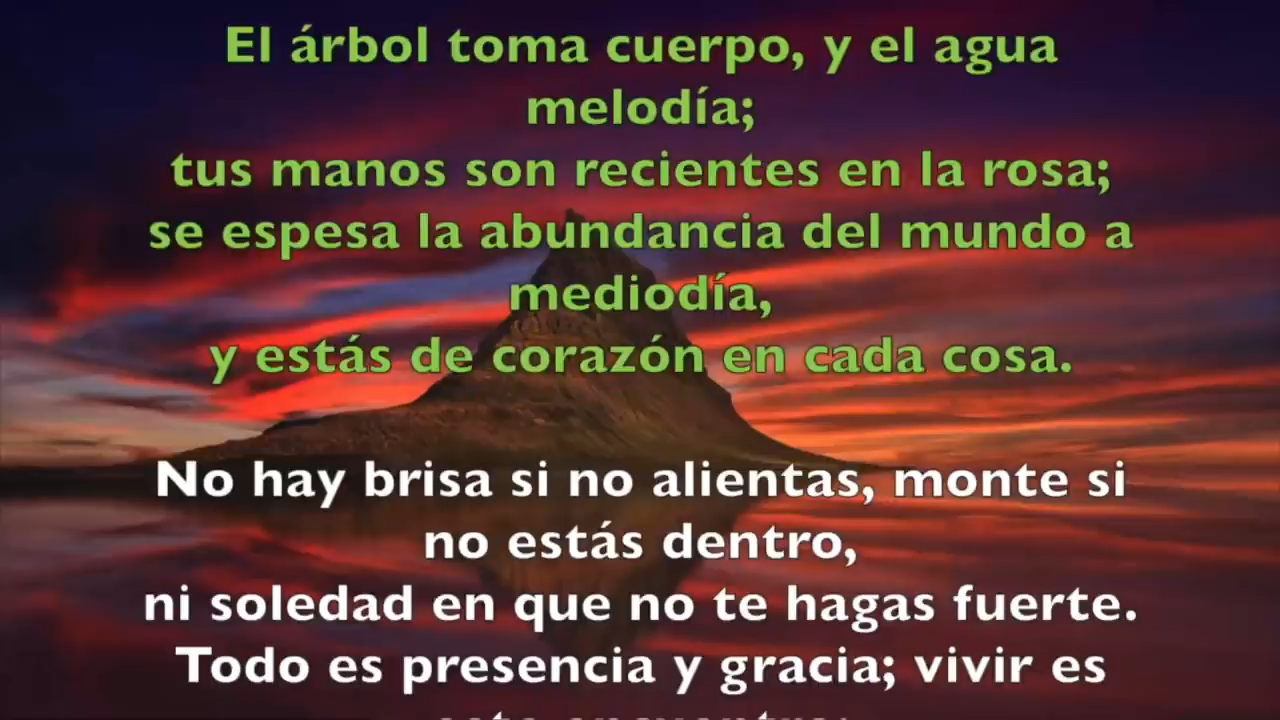 El árbol toma cuerpo, y el agua
melodía;
tus manos son recientes en la rosa;
se espesa la abundancia del mundo a
mediodía,
y estás de corazón en cada cosa.
No hay brisa si no alientas, monte si
no estás dentro,
ni soledad en que no te hagas fuerte.
Todo es presencia y gracia; vivir es